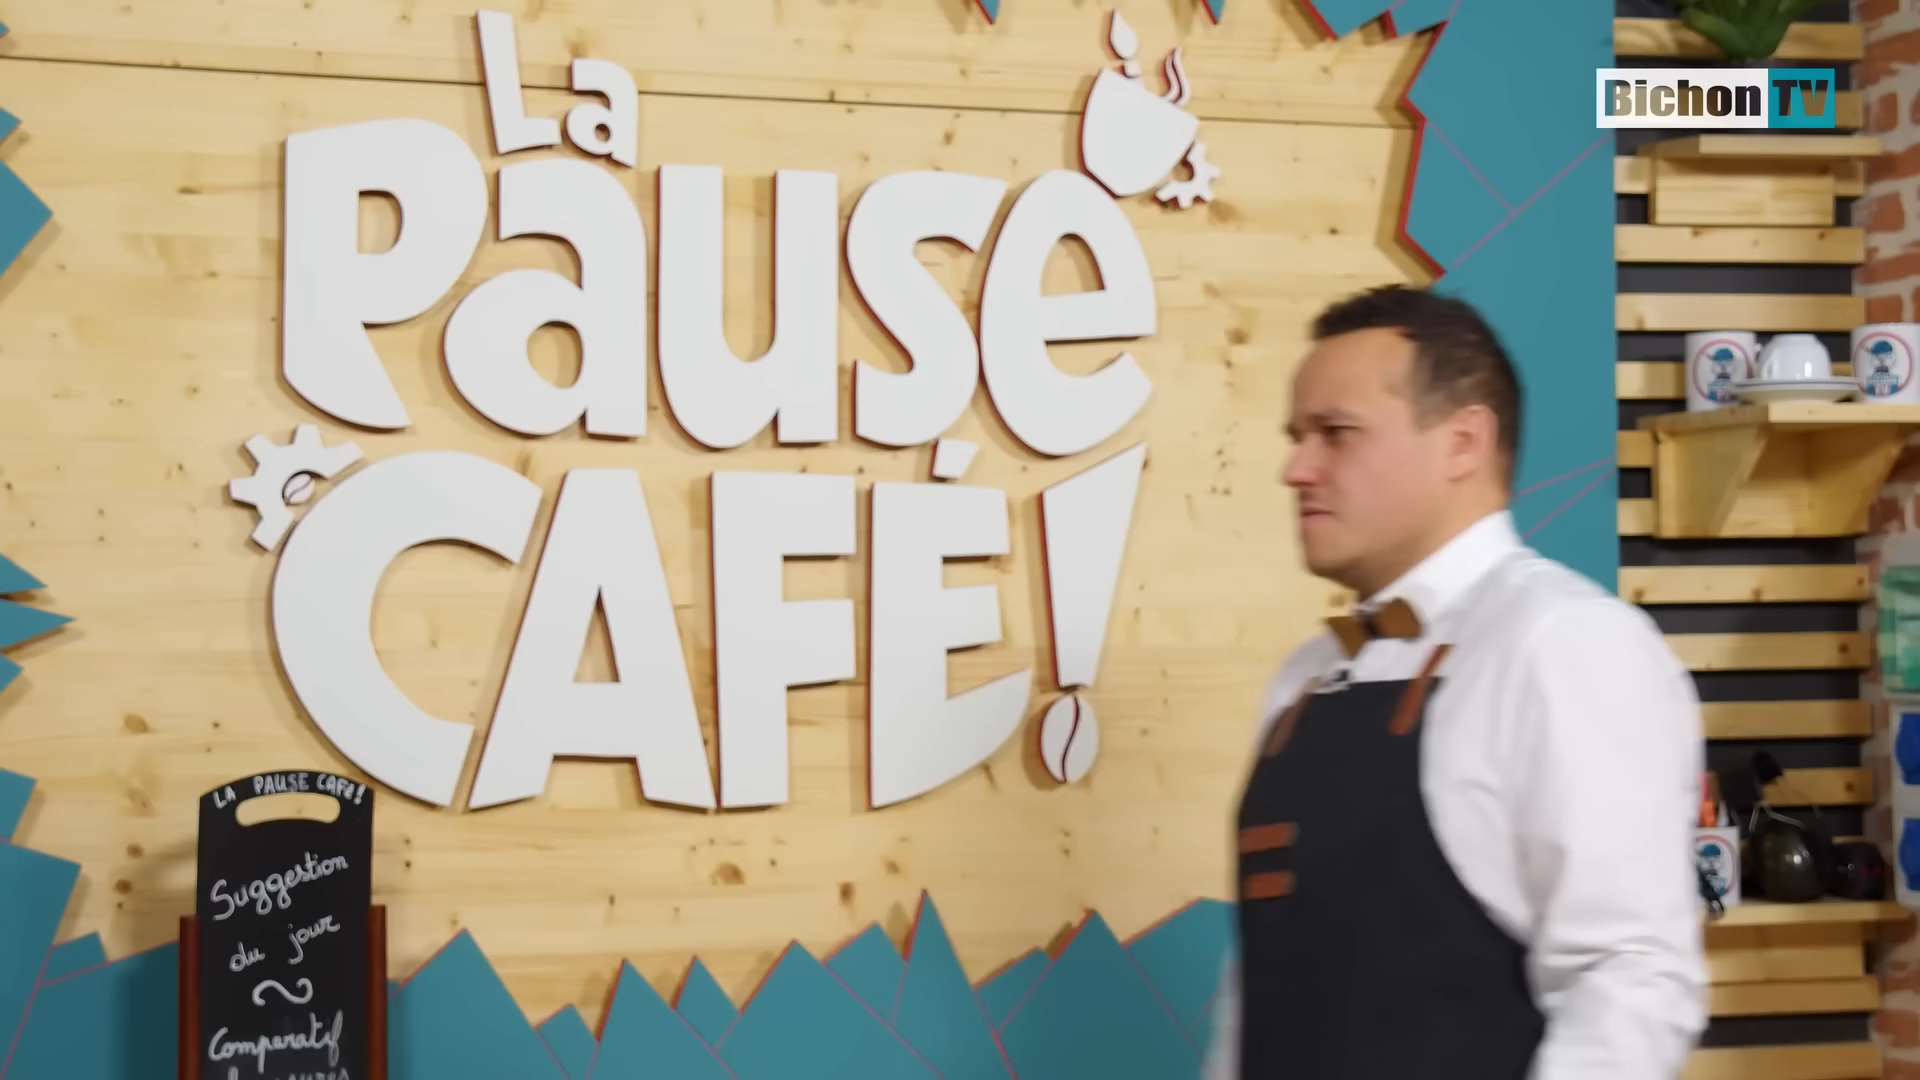 La
Pause
CAFÉ!
Bichon TV
LA PAUSE CAFé!
Suggestion
du jour
Comparatif